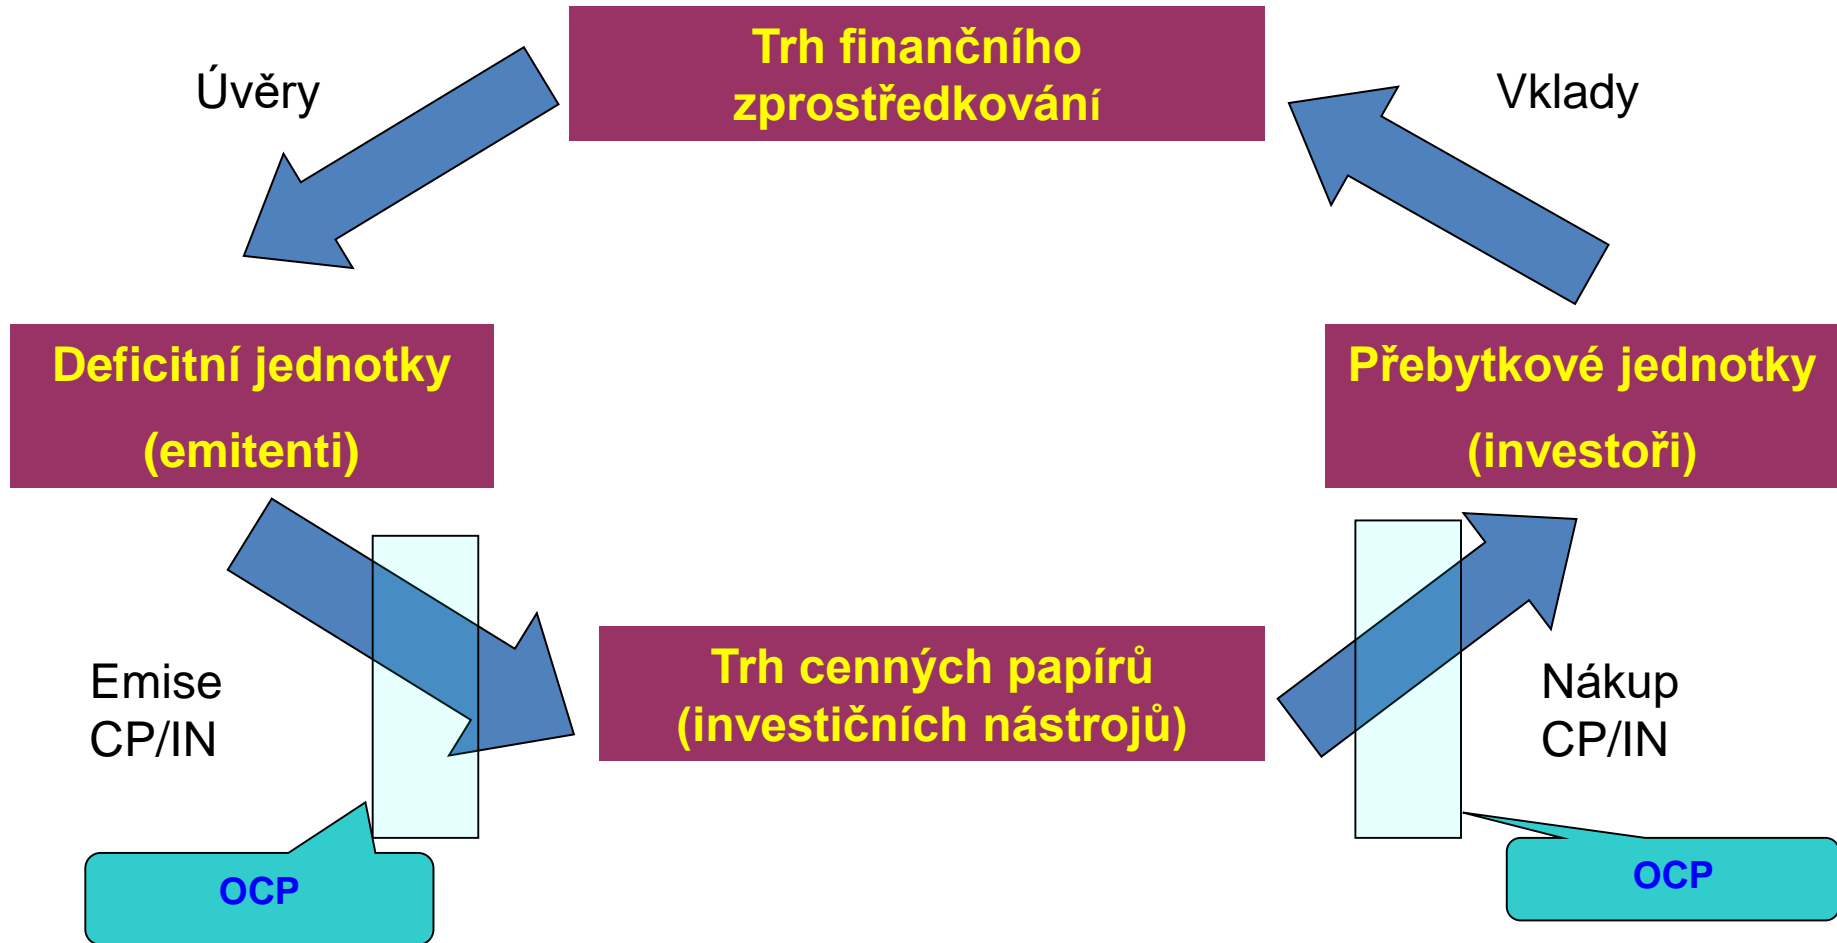 Trh finančního
zprostředkování
Úvěry
Vklady
Deficitní jednotky
(emitenti)
Přebytkové jednotky
(investoři)
Emise
CP/IN
Trh cenných papírů
(investičních nástrojů)
Nákup
CP/IN
OCP
OCP